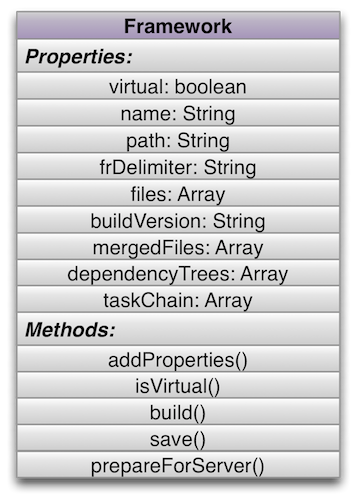 Framework
Properties:
virtual: boolean
name: String
path: String
frDelimiter: String
files: Array
buildVersion: String
mergedFiles: Array
dependencyTrees: Array
taskChain: Array
Methods:
addProperties()
isVirtual()
build()
save()
prepareForServer()